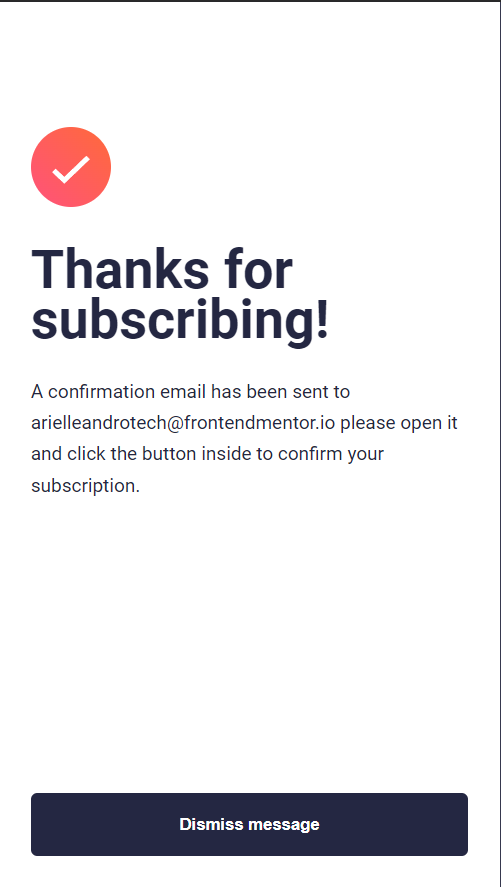 Thanks for
subscribing!
A confirmation email has been sent to
arielleandrotech@frontendmentor.io please open it
and click the button inside to confirm your
subscription.
Dismiss message